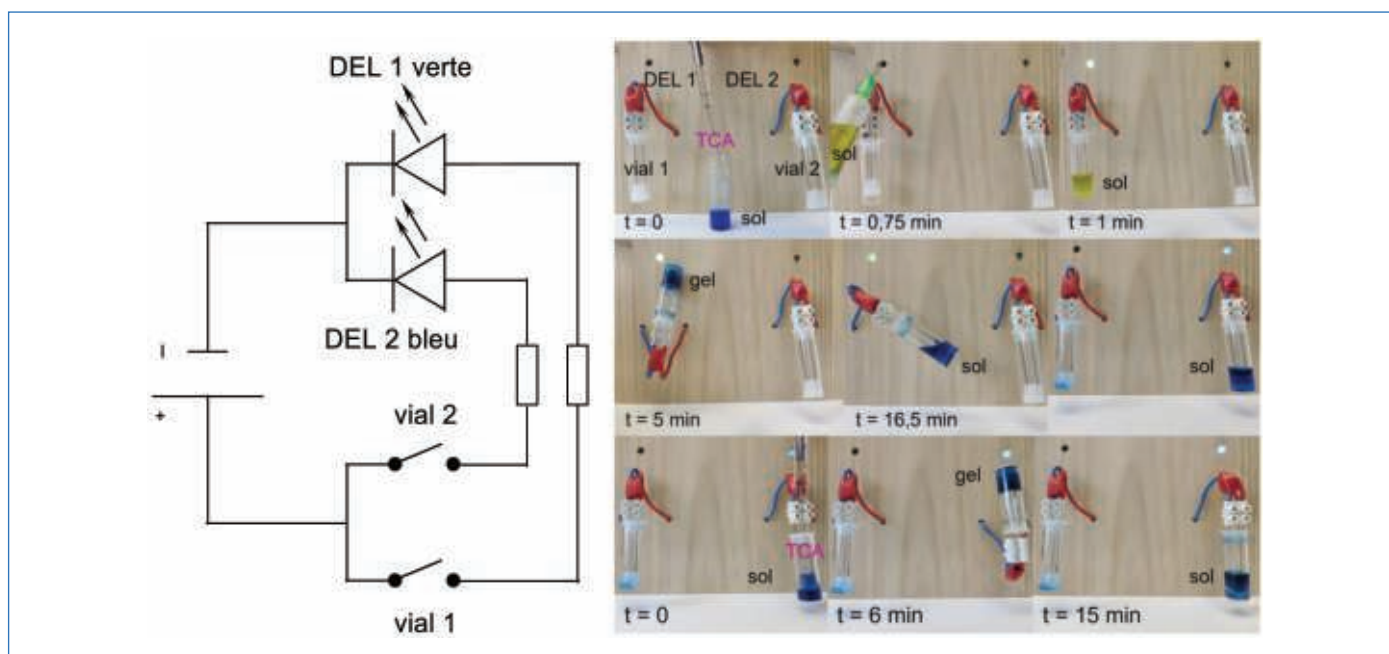 DEL 1 verte
DEL 2 bleu
vial 2
vial 1
+
DEL 1
DEL 2
TCA
vial 1
vial 2
sol
t = 0
sol
t = 0,75 min
sol
t = 1 min
gel
t = 5 min
sol
t = 16,5 min
sol
TCA
sol
t = 0
gel
t = 6 min
sol
t = 15 min